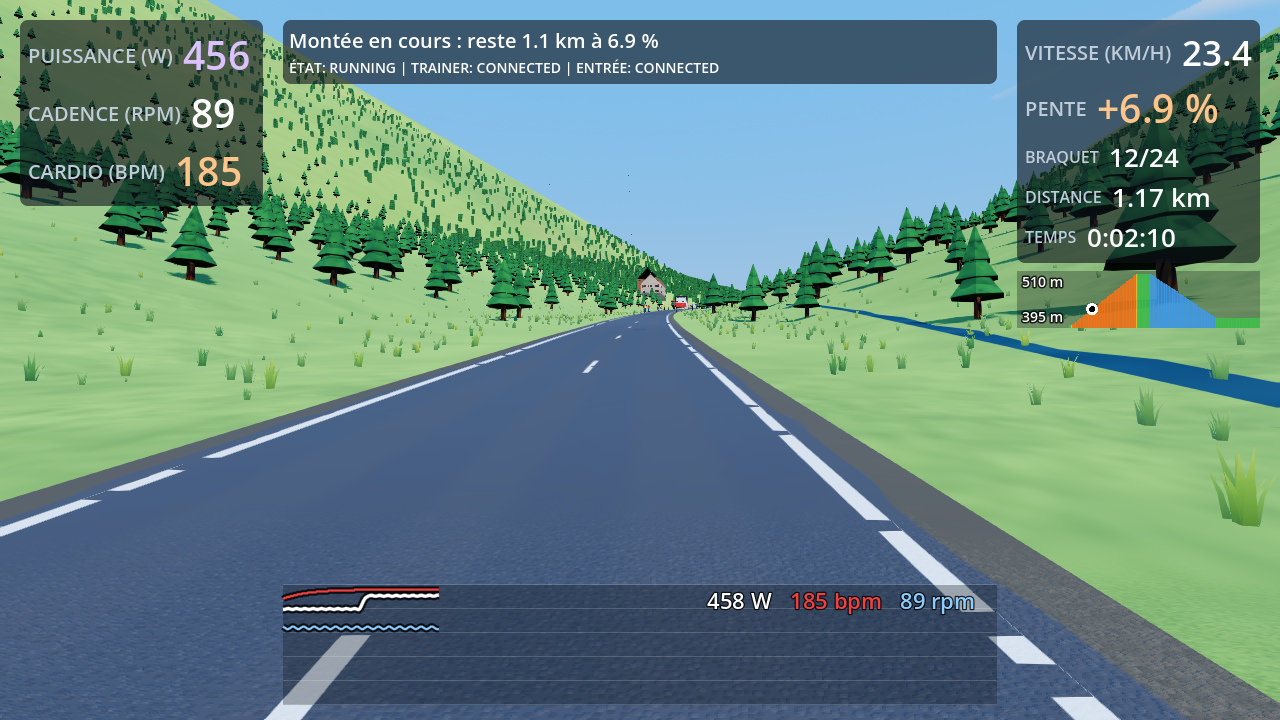 PUISSANCE (W) 456
CADENCE (RPM) 89
CARDIO (BPM) 185
Montée en cours : reste 1.1 km à 6.9 %
ÉTAT: RUNNING | TRAINER: CONNECTED | ENTRÉE: CONNECTED
VITESSE (KM/H) 23.4
PENTE +6.9 %
BRAQUET 12/24
DISTANCE 1.17 km
TEMPS 0:02:10
510 m
395 m
458 W 185 bpm 89 rpm